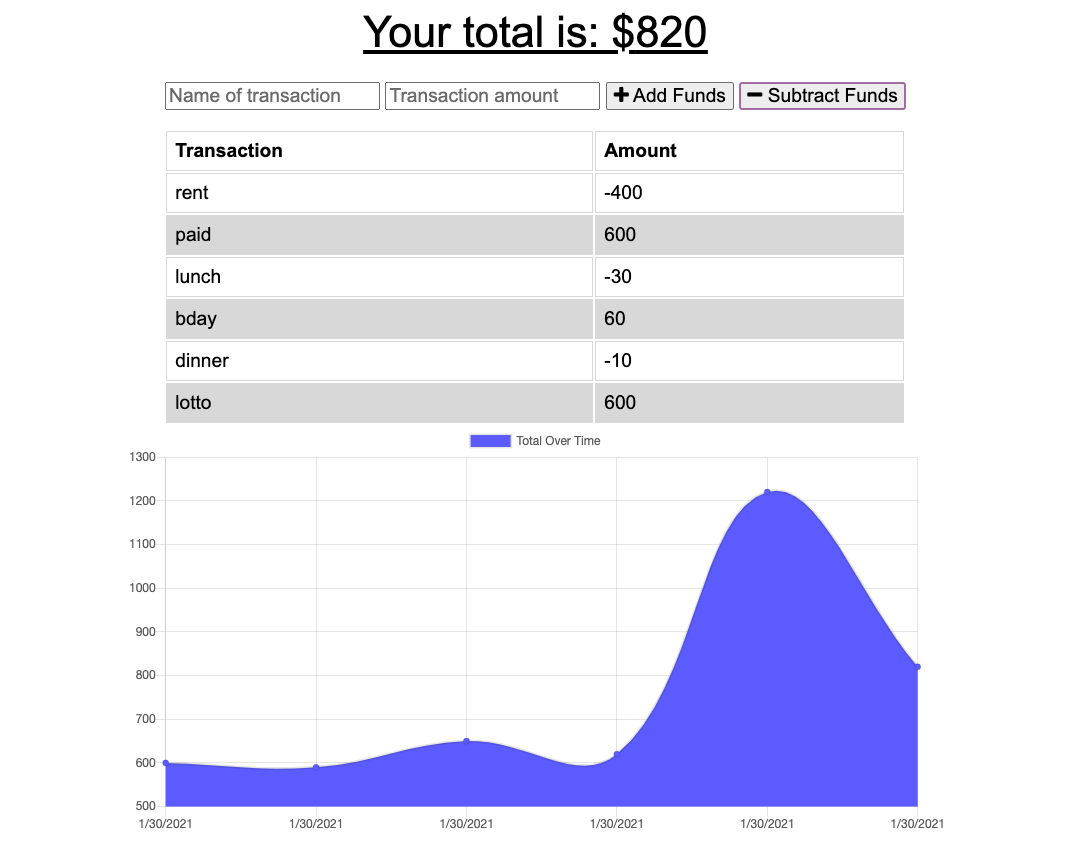 Your total is: $820
Name of transaction Transaction amount + Add Funds − Subtract Funds
Transaction Amount
rent -400
paid 600
lunch -30
bday 60
dinner -10
lotto 600
Total Over Time
1300
1200
1100
1000
900
800
700
600
500
1/30/2021 1/30/2021 1/30/2021 1/30/2021 1/30/2021 1/30/2021